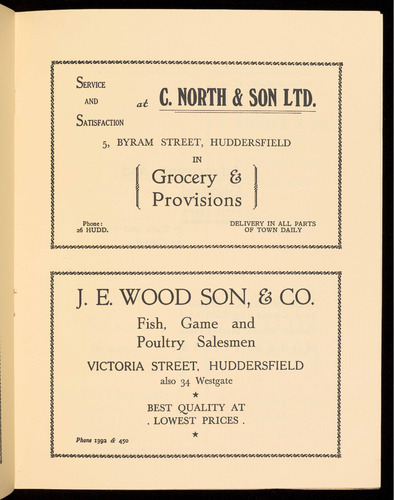 Service
and
Satisfaction
at C. NORTH & SON LTD.
5, BYRAM STREET, HUDDERSFIELD
IN
Grocery &
Provisions
Phone:
26 HUDD.
DELIVERY IN ALL PARTS
OF TOWN DAILY
J. E. WOOD SON, & CO.
Fish, Game and
Poultry Salesmen
VICTORIA STREET, HUDDERSFIELD
also 34 Westgate
★
BEST QUALITY AT
. LOWEST PRICES .
★
Phone 1392 & 450